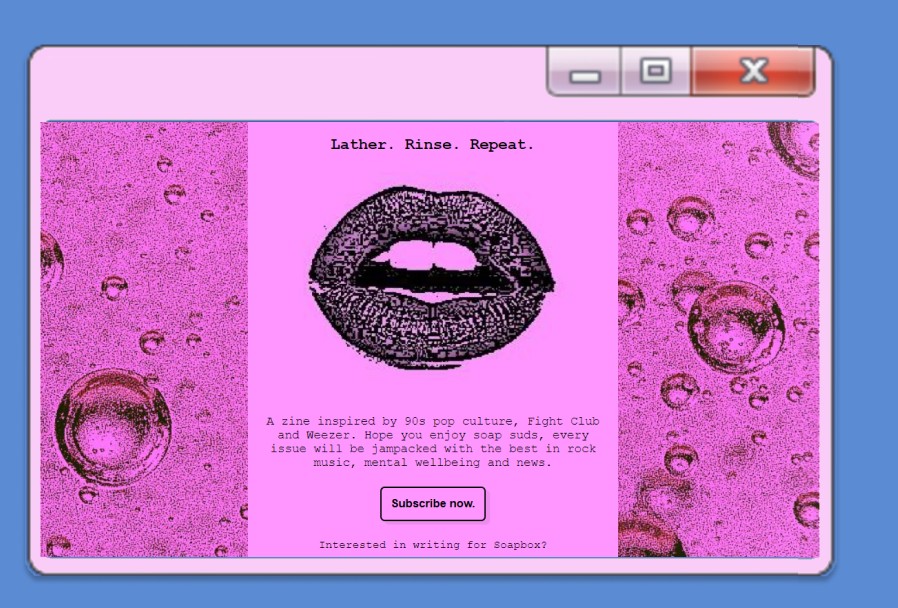 Lather. Rinse. Repeat.
A zine inspired by 90s pop culture, Fight Club
and Weezer. Hope you enjoy soap suds, every
issue will be jampacked with the best in rock
music, mental wellbeing and news.
Subscribe now.
Interested in writing for Soapbox?